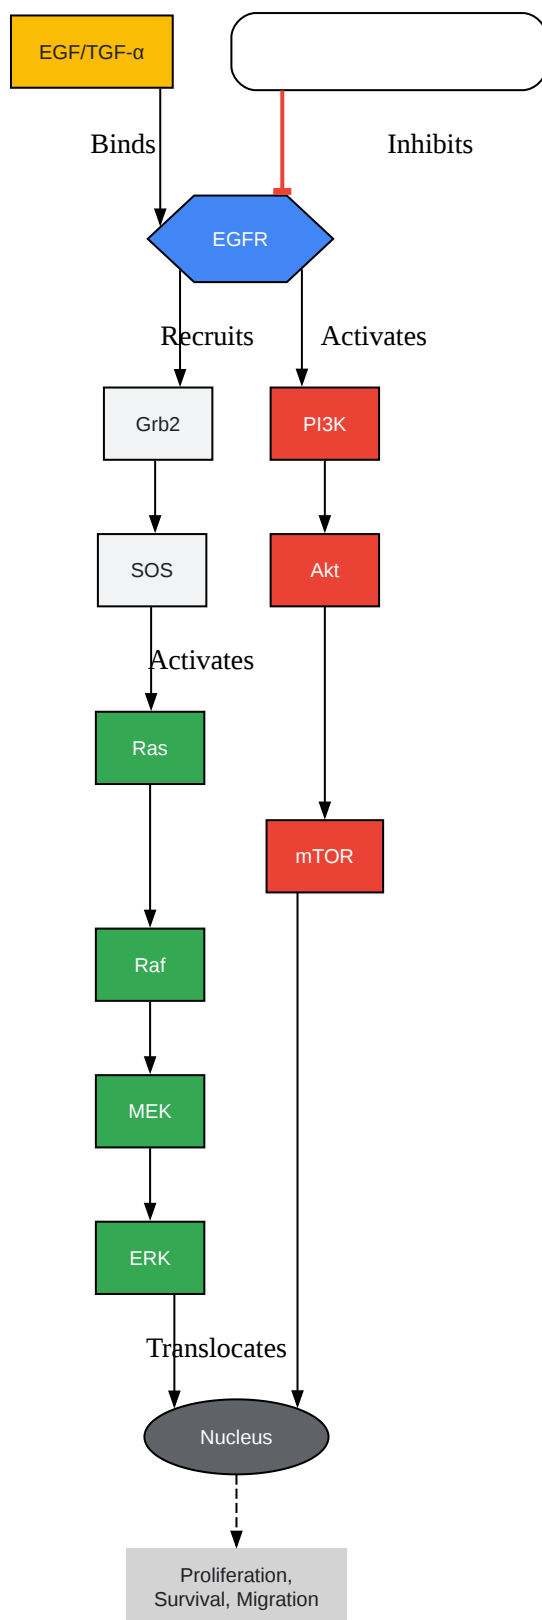 EGF/TGF-α
Binds
Inhibits
EGFR
Recruits
Activates
Grb2
PI3K
SOS
Akt
Activates
Ras
mTOR
Raf
MEK
ERK
Translocates
Nucleus
Proliferation,
Survival, Migration